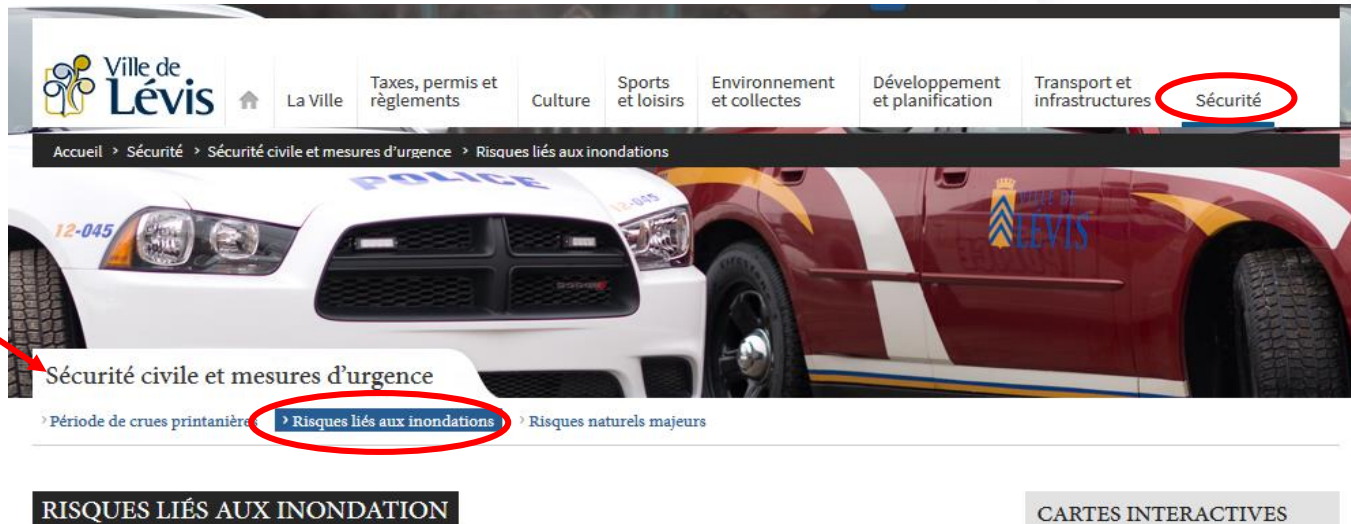 Ville de
Lévis
La Ville
Taxes, permis et
règlements
Culture
Sports
et loisirs
Environnement
et collectes
Développement
et planification
Transport et
infrastructures
Sécurité
Accueil > Sécurité > Sécurité civile et mesures d'urgence > Risques liés aux inondations
POLICE
12-045
12-045
VILLE DE
LÉVIS
Sécurité civile et mesures d'urgence
> Période de crues printanières > Risques liés aux inondations > Risques naturels majeurs
RISQUES LIÉS AUX INONDATION
CARTES INTERACTIVES